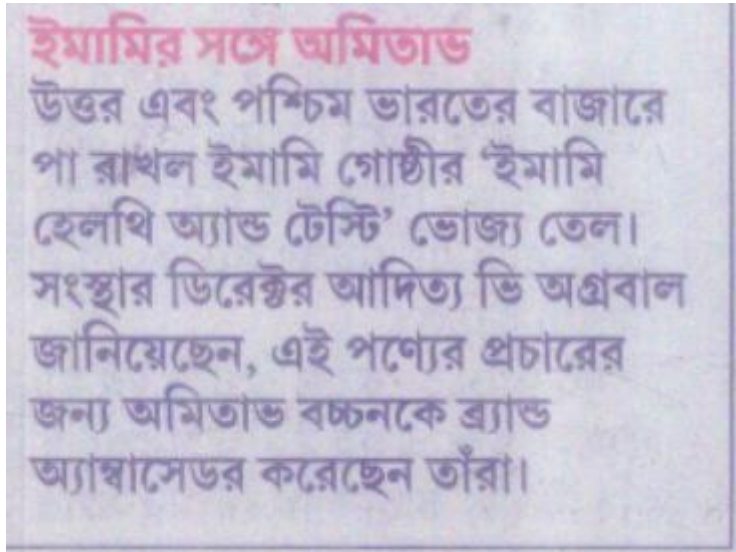 ইমামির সঙ্গে অমিতাভ
উত্তর এবং পশ্চিম ভারতের বাজারে
পা রাখল ইমামি গোষ্ঠীর ‘ইমামি
হেলথি অ্যান্ড টেস্টি’ ভোজ্য তেল।
সংস্থার ডিরেক্টর আদিত্য ভি অগ্রবাল
জানিয়েছেন, এই পণ্যের প্রচারের
জন্য অমিতাভ বচ্চনকে ব্র্যান্ড
অ্যাম্বাসেডর করেছেন তাঁরা।